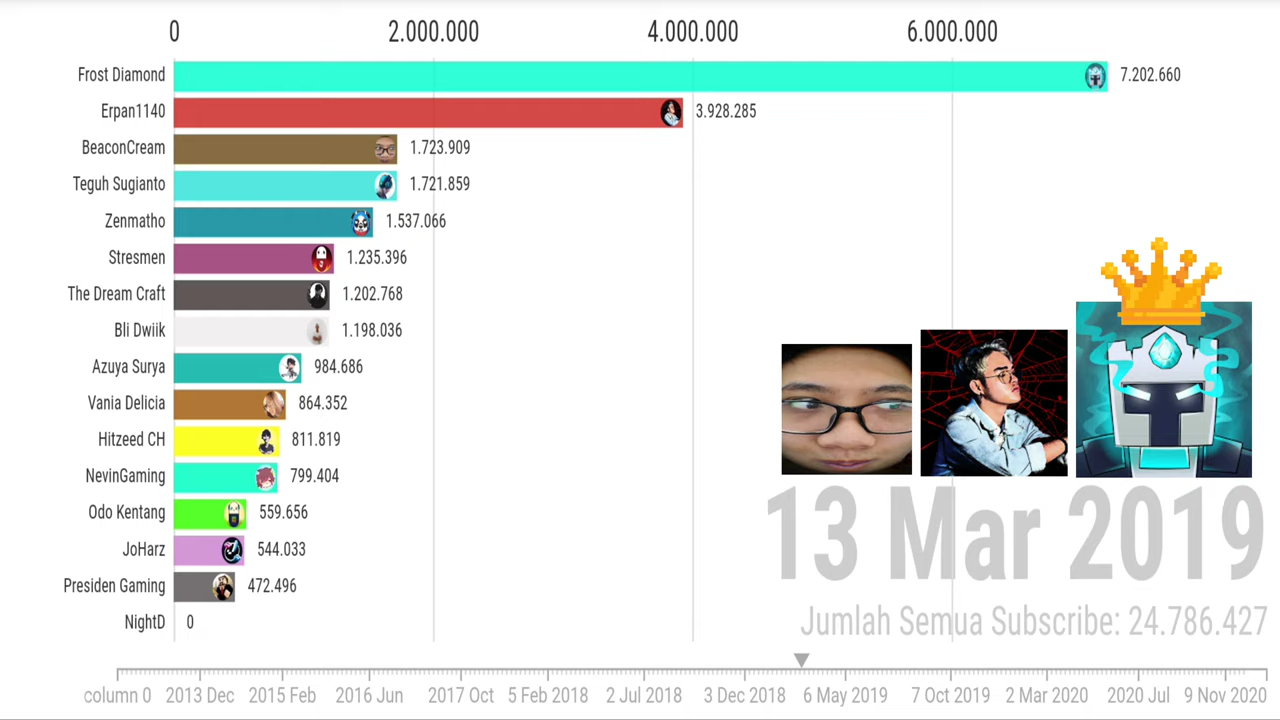 0 2.000.000 4.000.000 6.000.000
Frost Diamond 7.202.660
Erpan1140 3.928.285
BeaconCream 1.723.909
Teguh Sugianto 1.721.859
Zenmatho 1.537.066
Stresmen 1.235.396
The Dream Craft 1.202.768
Bli Dwiik 1.198.036
Azuya Surya 984.686
Vania Delicia 864.352
Hitzeed CH 811.819
NevinGaming 799.404
Odo Kentang 559.656
JoHarz 544.033
Presiden Gaming 472.496
NightD 0
13 Mar 2019
Jumlah Semua Subscribe: 24.786.427
column 0 2013 Dec 2015 Feb 2016 Jun 2017 Oct 5 Feb 2018 2 Jul 2018 3 Dec 2018 6 May 2019 7 Oct 2019 2 Mar 2020 2020 Jul 9 Nov 2020